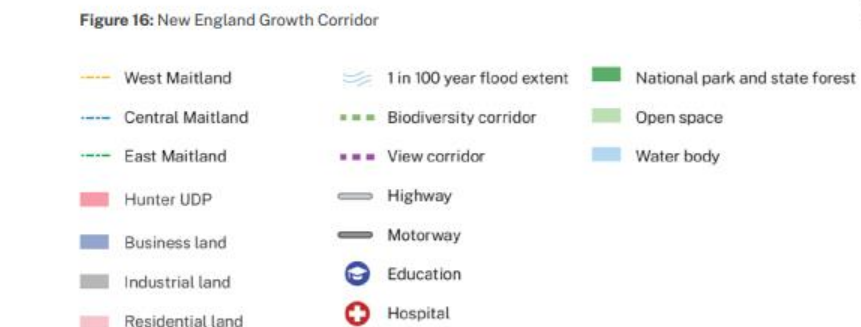 Figure 16: New England Growth Corridor
West Maitland
Central Maitland
East Maitland
Hunter UDP
Business land
Industrial land
Residential land
1 in 100 year flood extent
Biodiversity corridor
View corridor
Highway
Motorway
Education
Hospital
National park and state forest
Open space
Water body